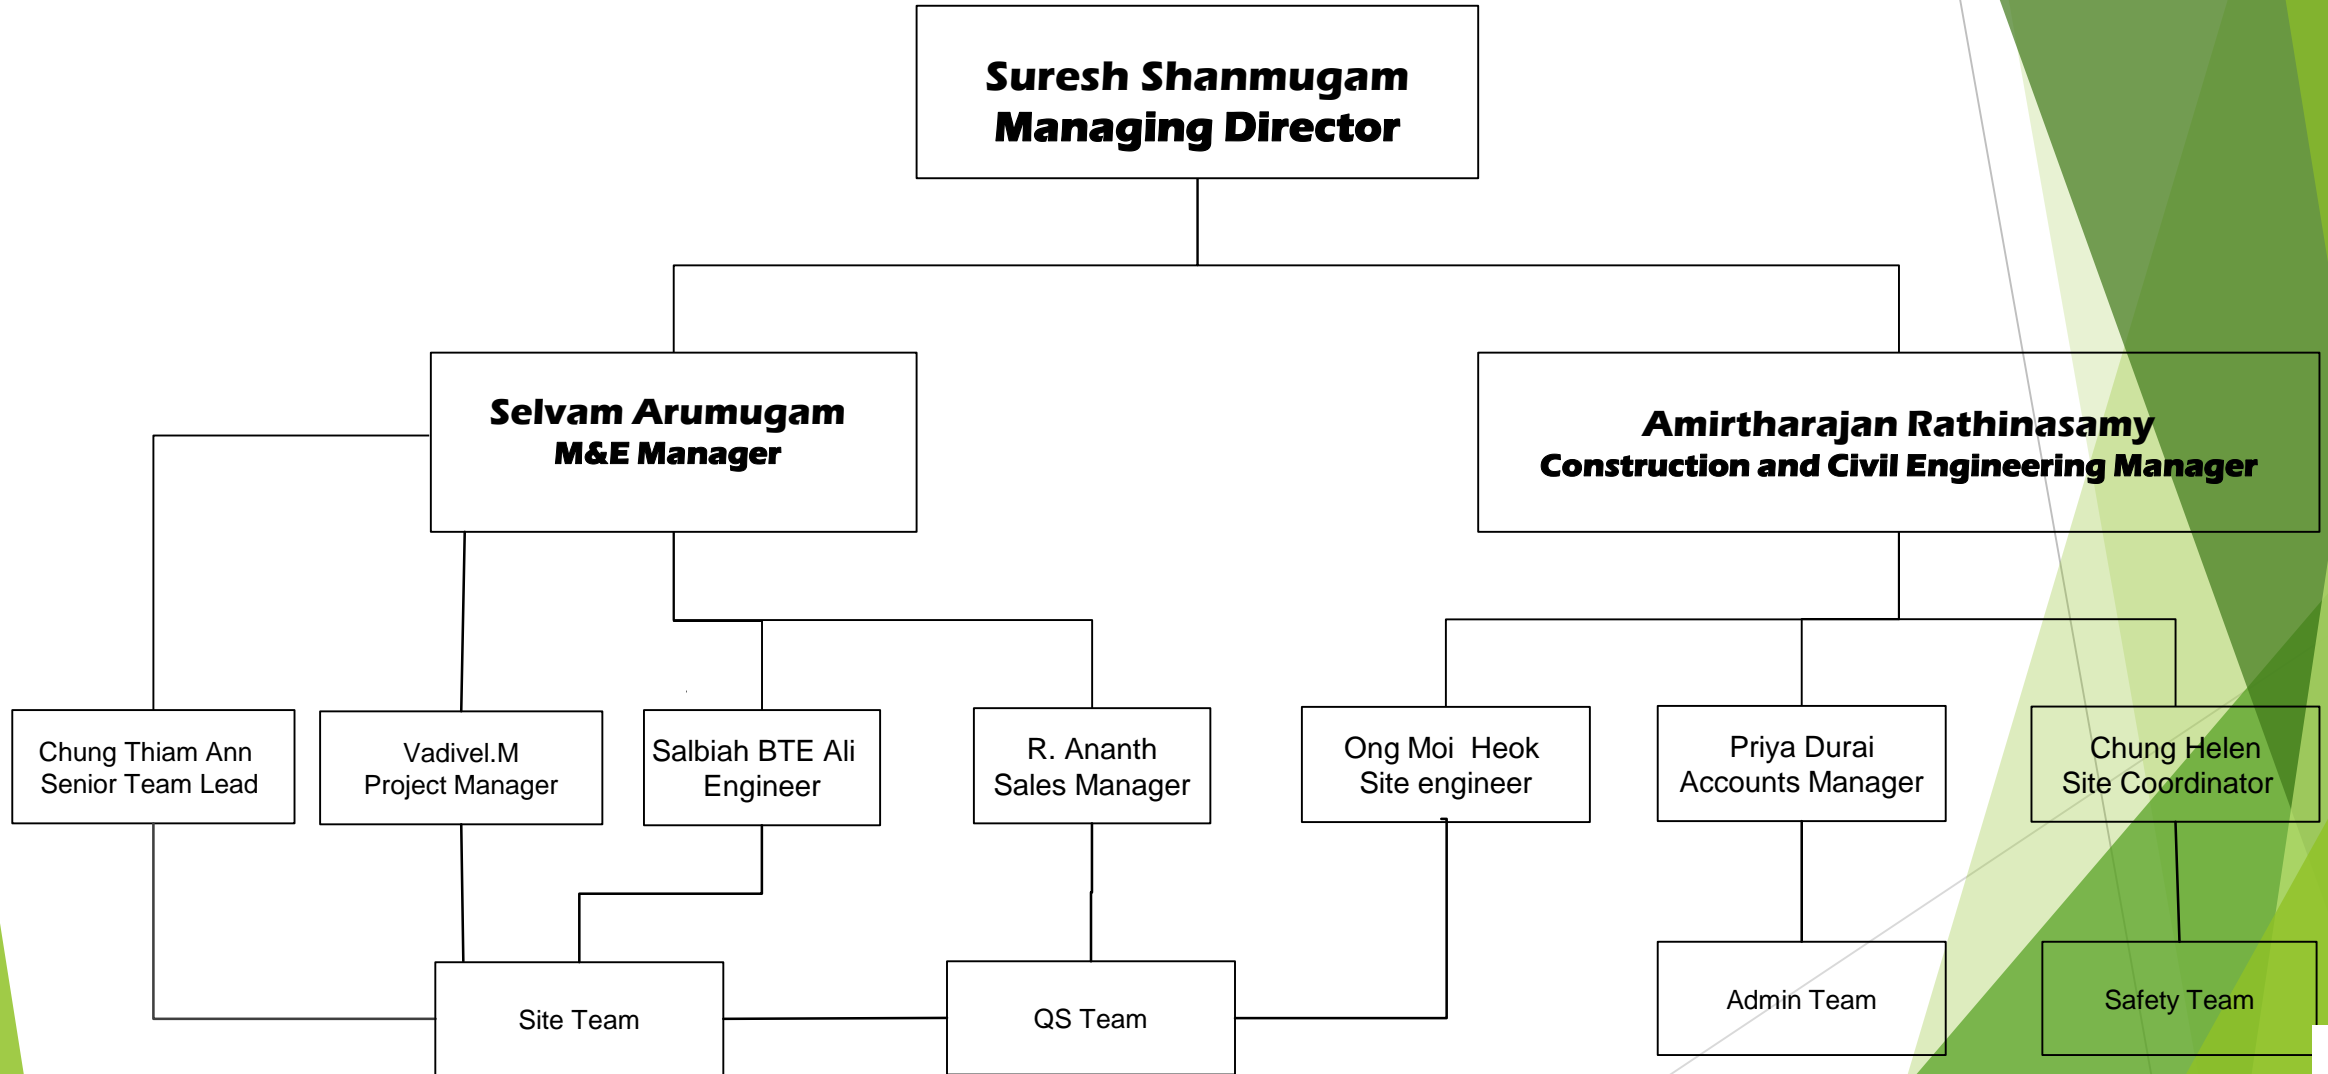 Suresh Shanmugam
Managing Director
Selvam Arumugam
M&E Manager
Amirtharajan Rathinasamy
Construction and Civil Engineering Manager
Chung Thiam Ann
Senior Team Lead
Vadivel.M
Project Manager
Salbiah BTE Ali
Engineer
R. Ananth
Sales Manager
Ong Moi  Heok
Site engineer
Priya Durai
Accounts Manager
Chung Helen
Site Coordinator
Site Team
QS Team
Admin Team
Safety Team